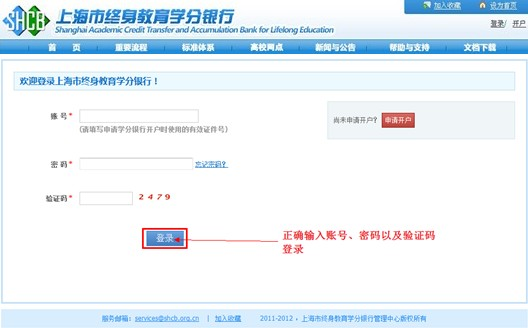 加入收藏 设为首页
SHCB 上海市终身教育学分银行
Shanghai Academic Credit Transfer and Accumulation Bank for Lifelong Education
登录 | 开户
首 页 重要流程 标准体系 高校网点 新闻与公告 帮助与支持 文档下载
欢迎登录上海市终身教育学分银行！
账 号*
(请填写申请学分银行开户时使用的有效证件号)
尚未申请开户? 申请开户
密 码* 忘记密码?
验证码* 2479
登录
正确输入账号、密码以及验证码
登录
服务邮箱：services@shcb.org.cn | 加入收藏 2011-2012 , 上海市终身教育学分银行管理中心版权所有